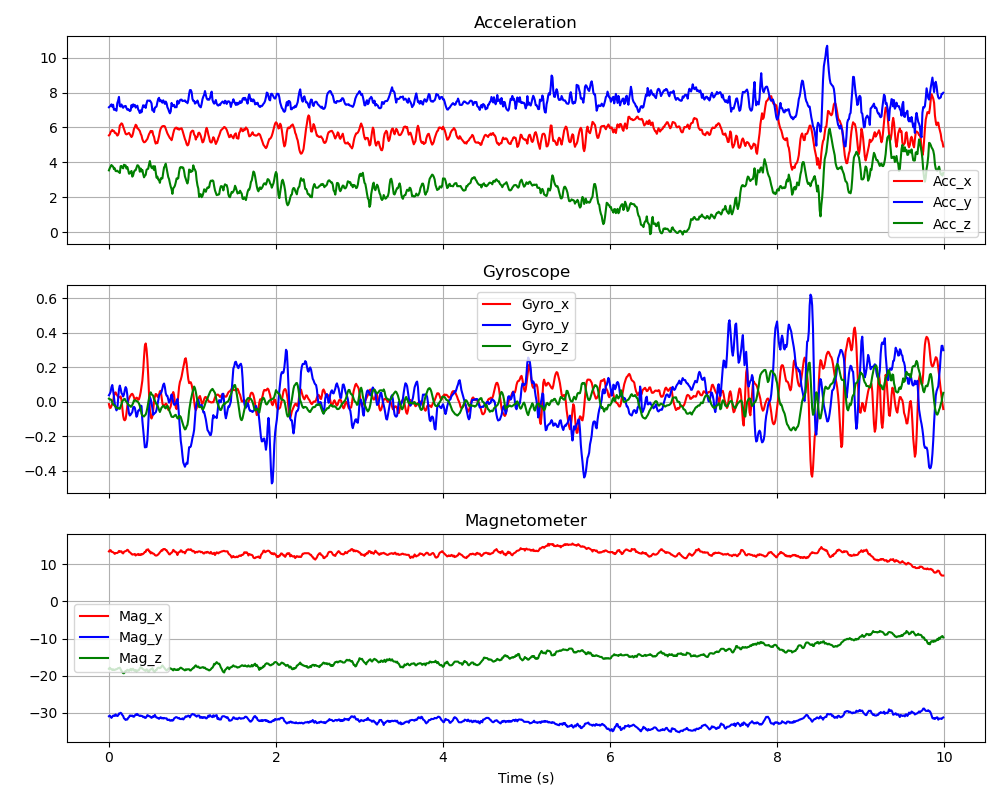 Acceleration
10
8
6
4
2
0
Acc_x
Acc_y
Acc_z
Gyroscope
0.6
0.4
0.2
0.0
−0.2
−0.4
Gyro_x
Gyro_y
Gyro_z
Magnetometer
10
0
−10
−20
−30
Mag_x
Mag_y
Mag_z
0 2 4 6 8 10
Time (s)